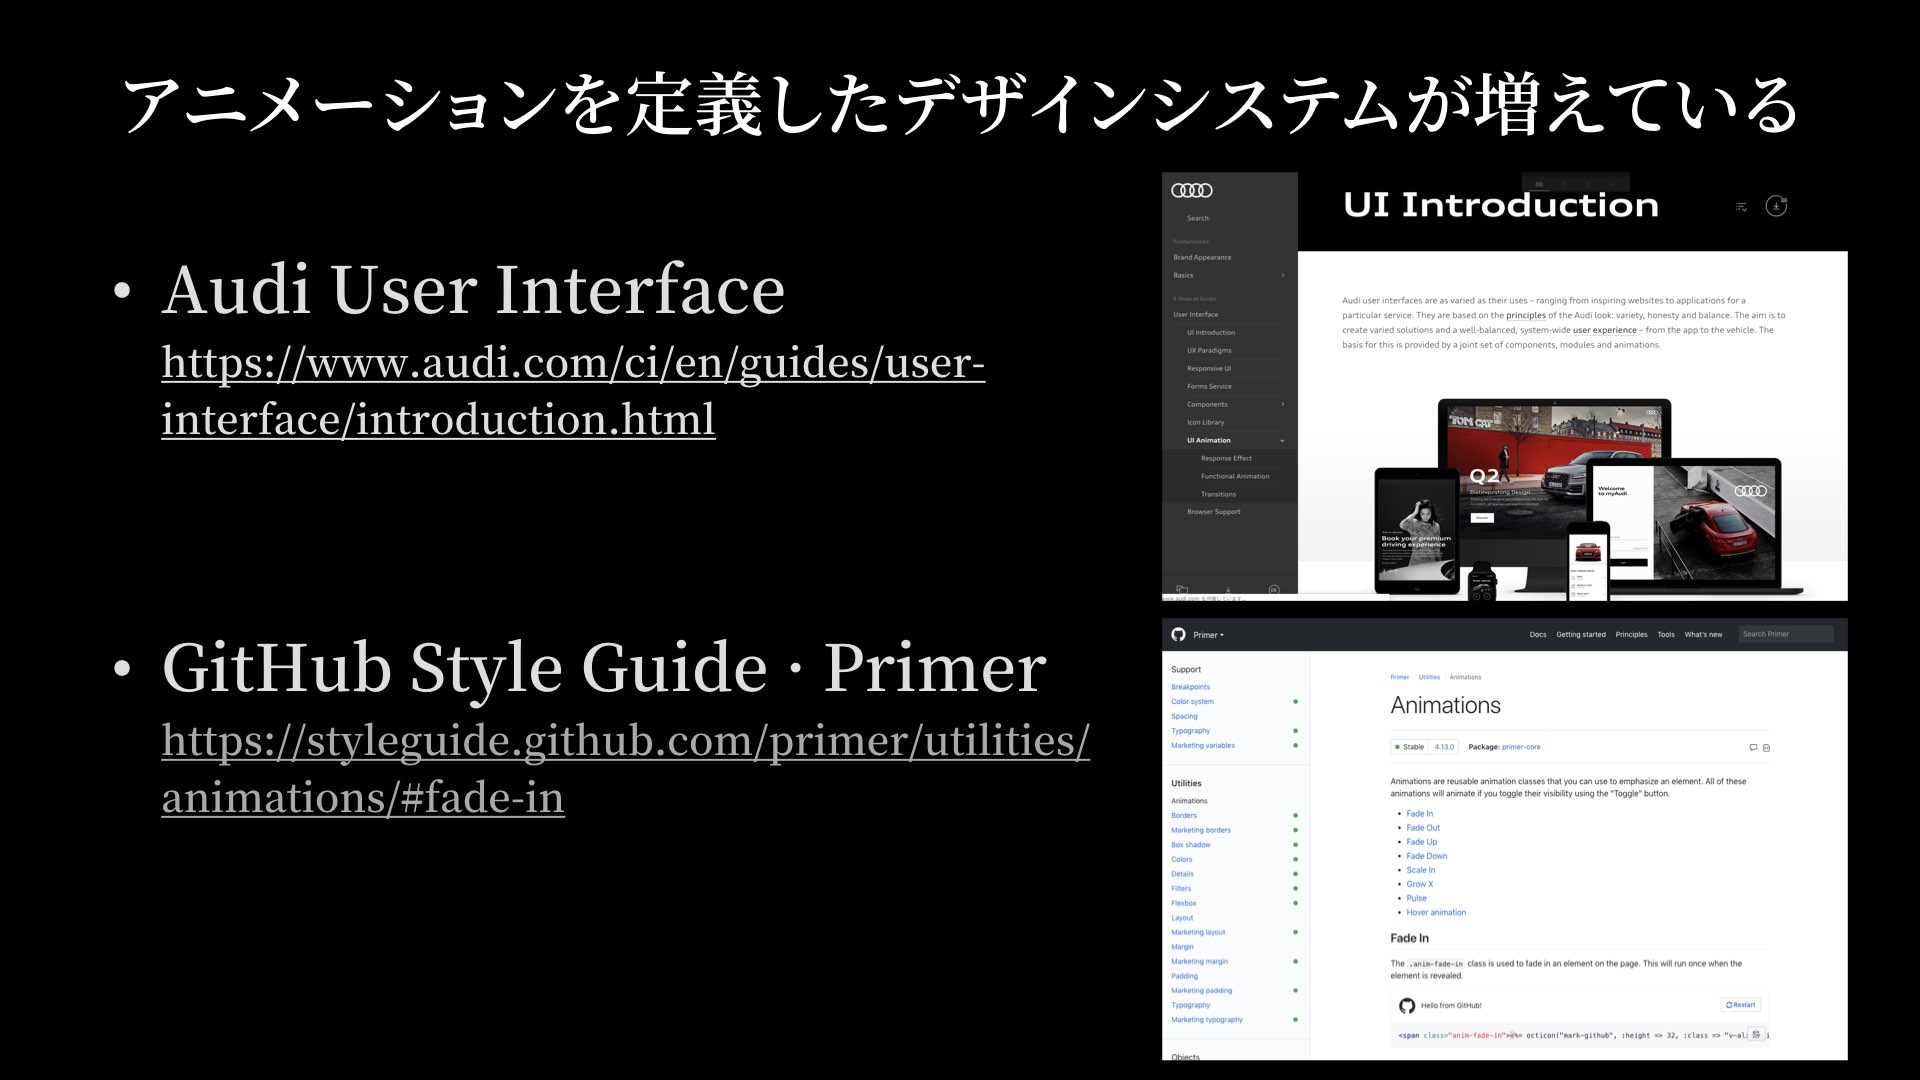 アニメーションを定義したデザインシステムが増えている
• Audi User Interface
https://www.audi.com/ci/en/guides/user-
interface/introduction.html
• GitHub Style Guide · Primer
https://styleguide.github.com/primer/utilities/
animations/#fade-in
Search
Fundamentals
Brand Appearance
Basics
Show all Guides
User Interface
UI Introduction
UX Paradigms
Responsive UI
Forms Service
Components
Icon Library
UI Animation
Response Effect
Functional Animation
Transitions
Browser Support
UI Introduction
Audi user interfaces are as varied as their uses – ranging from inspiring websites to applications for a
particular service. They are based on the principles of the Audi look: variety, honesty and balance. The aim is to
create varied solutions and a well-balanced, system-wide user experience – from the app to the vehicle. The
basis for this is provided by a joint set of components, modules and animations.
TOM CAT
Q2
Distinguishing Design.
Book your premium
driving experience
Welcome
to myAudi
Primer
Docs Getting started Principles Tools What's new Search Primer
Support
Breakpoints
Color system
Spacing
Typography
Marketing variables
Utilities
Animations
Borders
Marketing borders
Box shadow
Colors
Details
Filters
Flexbox
Layout
Marketing layout
Margin
Marketing margin
Padding
Marketing padding
Typography
Marketing typography
Objects
Primer Utilities Animations
Animations
Stable 4.13.0 Package: primer-core
Animations are reusable animation classes that you can use to emphasize an element. All of these
animations will animate if you toggle their visibility using the "Toggle" button.
• Fade In
• Fade Out
• Fade Up
• Fade Down
• Scale In
• Grow X
• Pulse
• Hover animation
Fade In
The .anim-fade-in class is used to fade in an element on the page. This will run once when the
element is revealed.
Hello from GitHub!
Restart
<span class="anim-fade-in"><%= octicon("mark-github", :height => 32, :class => "v-al